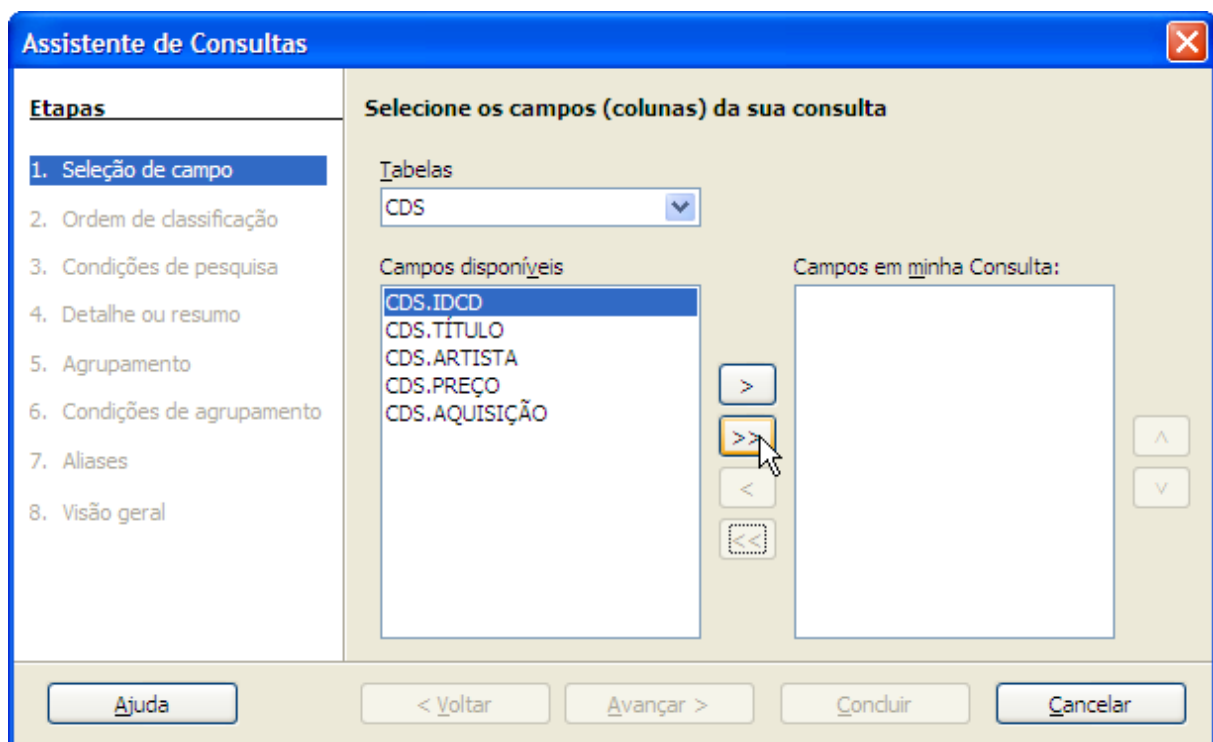 Assistente de Consultas
Etapas
1. Seleção de campo
2. Ordem de classificação
3. Condições de pesquisa
4. Detalhe ou resumo
5. Agrupamento
6. Condições de agrupamento
7. Aliases
8. Visão geral
Selecione os campos (colunas) da sua consulta
Tabelas
CDS
Campos disponíveis
CDS.IDCD
CDS.TÍTULO
CDS.ARTISTA
CDS.PREÇO
CDS.AQUISIÇÃO
>
>>
<
<<
Campos em minha Consulta:
Ajuda
< Voltar
Avançar >
Concluir
Cancelar